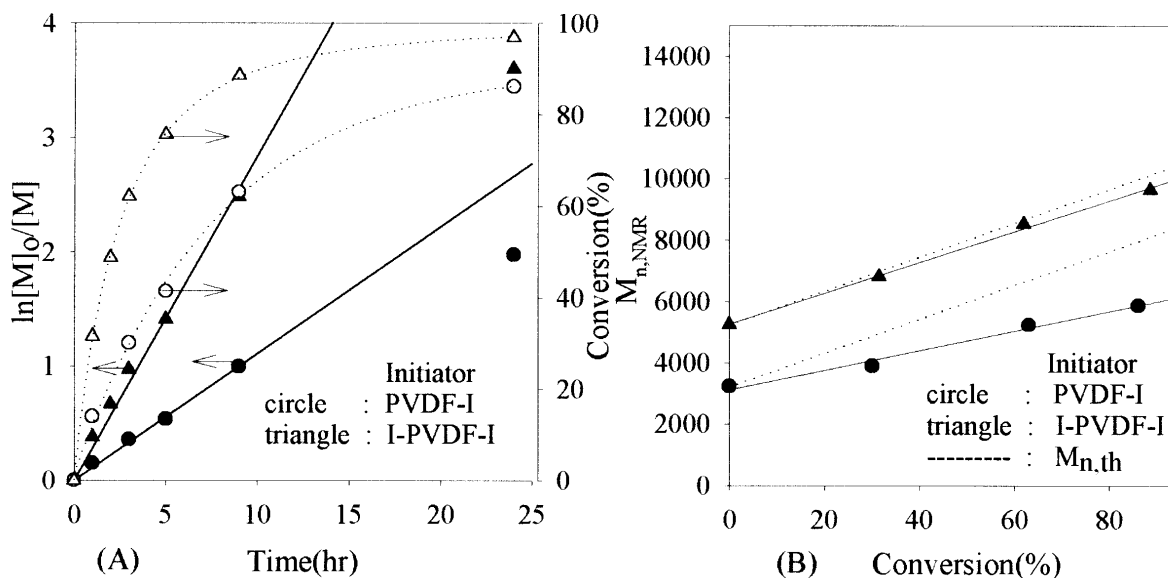 4
3
2
1
0
ln[M]₀/[M]
100
80
60
40
20
0
Conversion(%)
Initiator
circle : PVDF-I
triangle : I-PVDF-I
0 5 10 15 20 25
(A) Time(hr)
14000
12000
10000
8000
6000
4000
2000
0
Mn,NMR
Initiator
circle : PVDF-I
triangle : I-PVDF-I
------ : Mn,th
0 20 40 60 80
(B) Conversion(%)